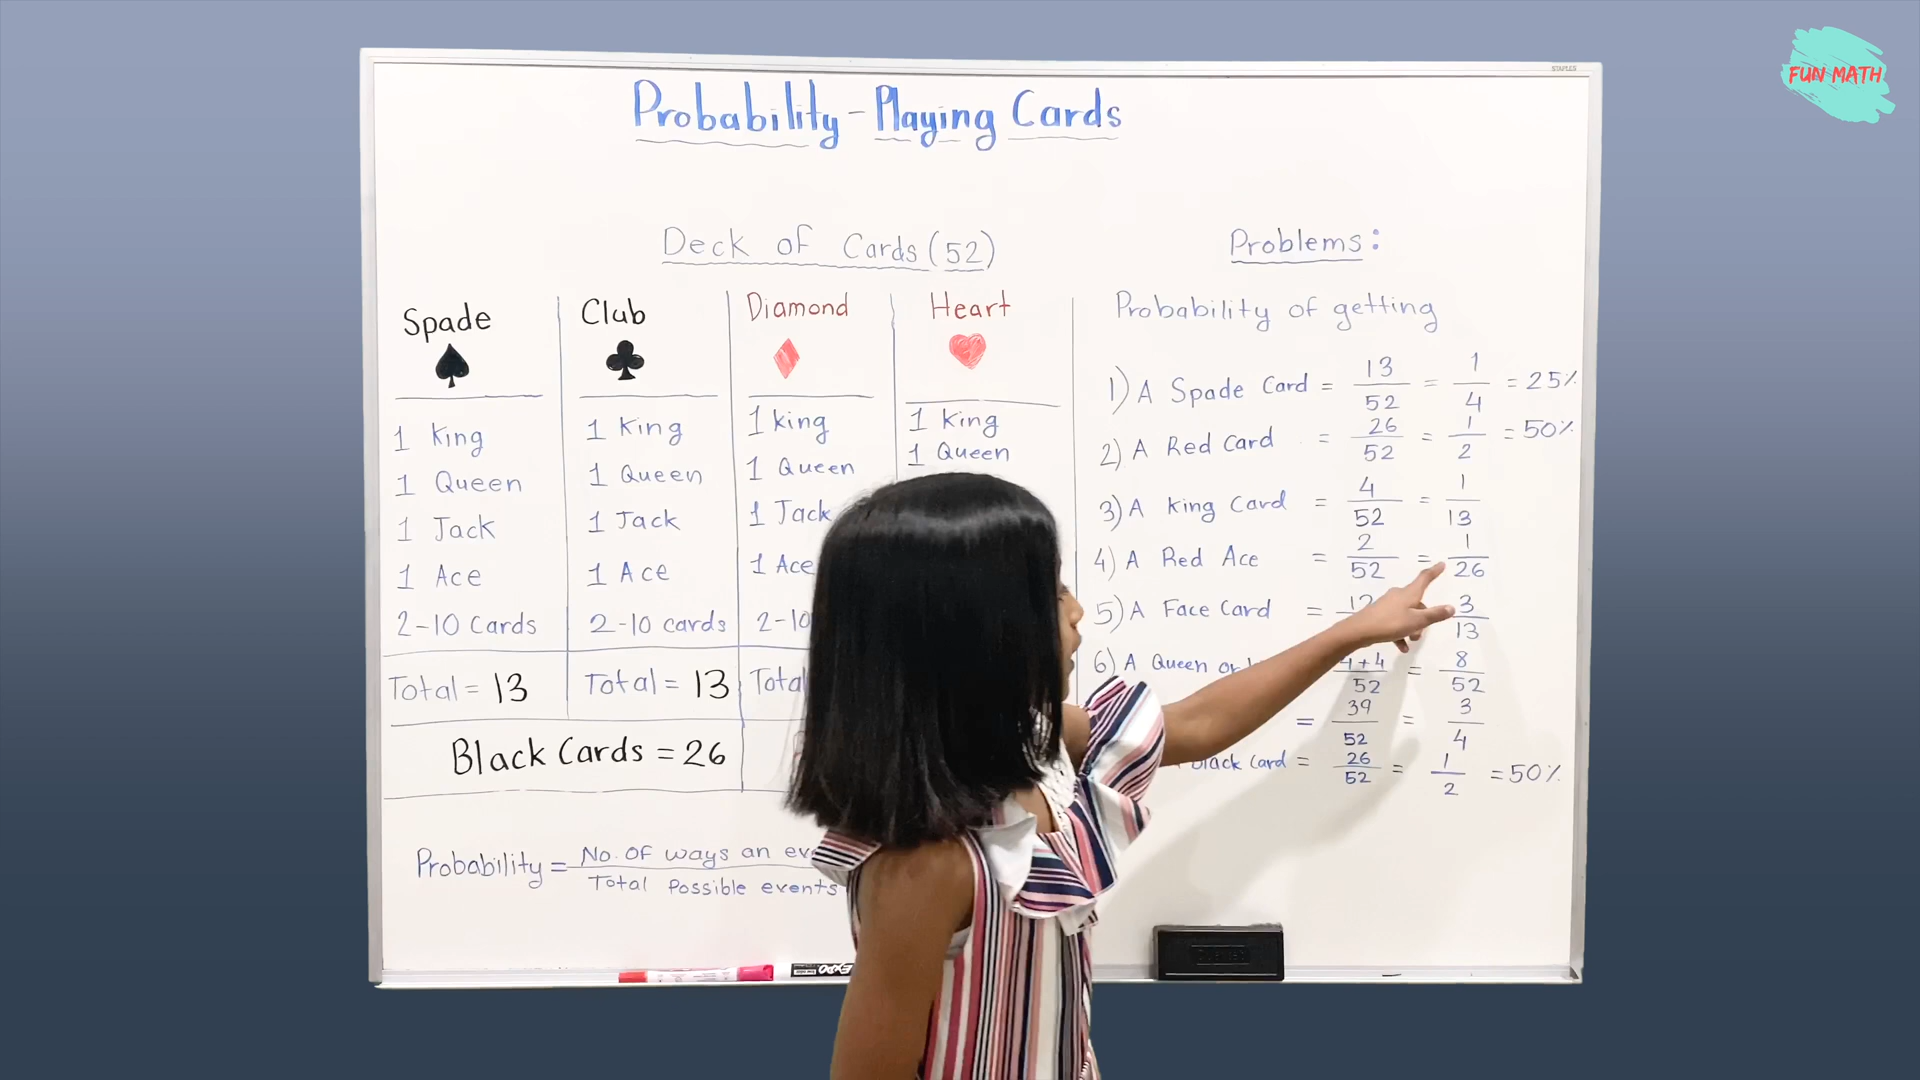 FUN MATH
STAPLES
Probability-Playing Cards
Deck of Cards (52)
Spade
1 King
1 Queen
1 Jack
1 Ace
2-10 Cards
Total = 13
Club
1 King
1 Queen
1 Jack
1 Ace
2-10 cards
Total = 13
Black Cards = 26
Diamond
1 king
1 Queen
1 Jack
1 Ace
2-10
Total
Heart
1 King
1 Queen
Probability = No. OF ways an
Total possible events
Problems:
Probability of getting
1) A Spade Card = 13/52 = 1/4 = 25%
2) A Red Card = 26/52 = 1/2 = 50%
3) A King Card = 4/52 = 1/13
4) A Red Ace = 2/52 = 1/26
5) A Face Card = 3/13
6) A Queen or 4+4/52 = 8/52
= 39/52 = 3/4
Black Card = 26/52 = 1/2 = 50%
EXPO